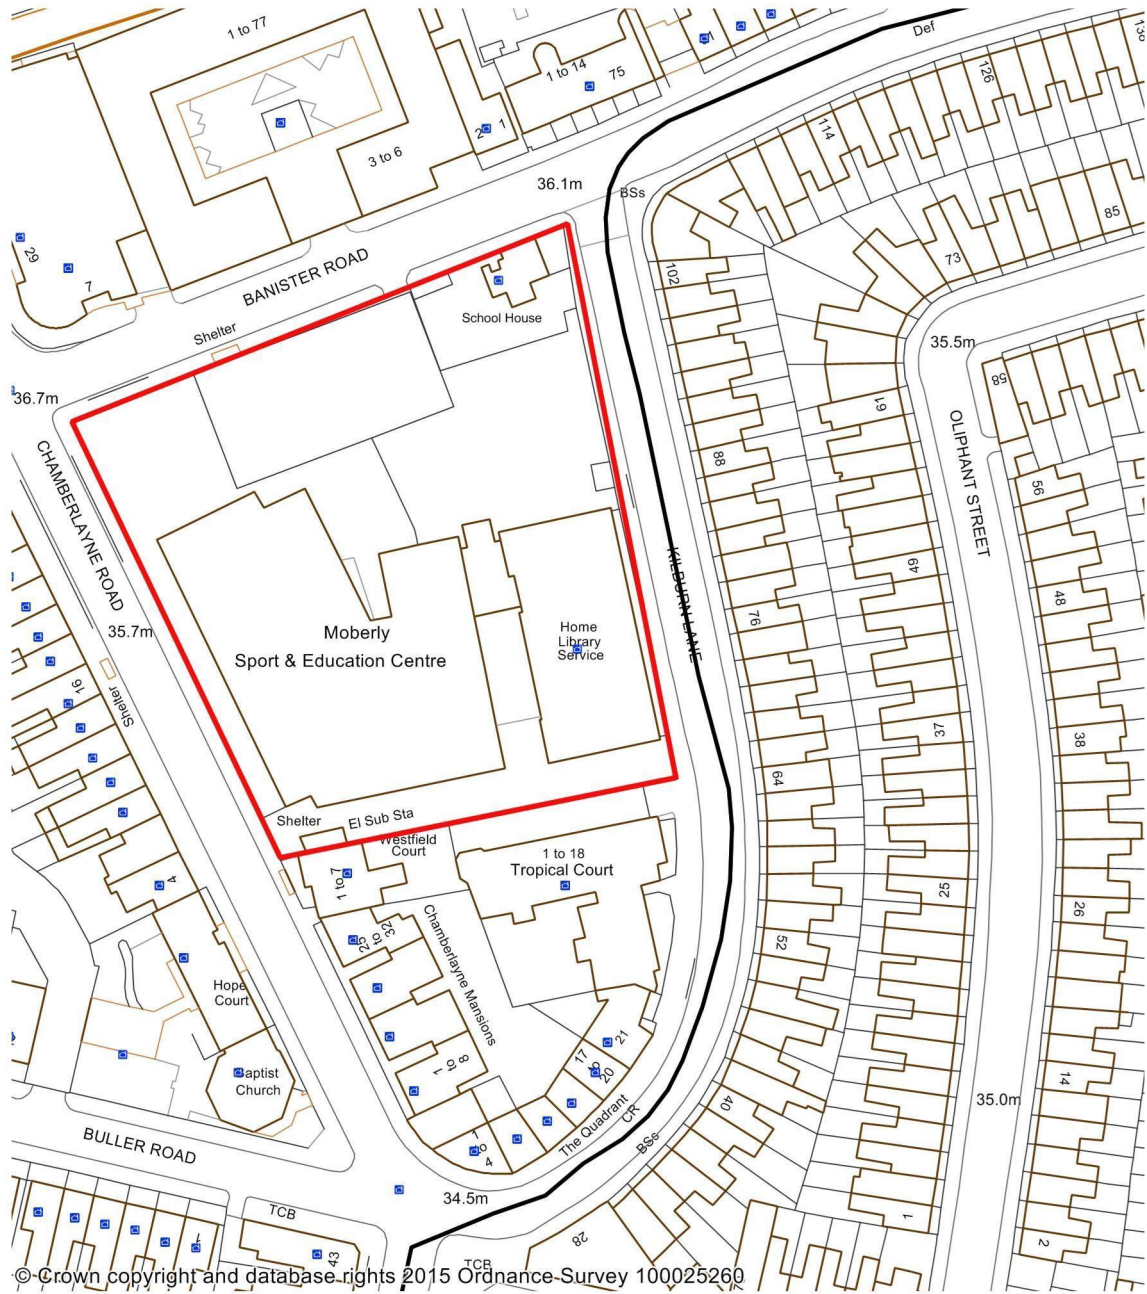 1 to 77
Def
138
126
1 to 14
75
1
114
2
1
3 to 6
36.1m
BSs
85
29
7
BANISTER ROAD
73
102
School House
Shelter
35.5m
36.7m
58
61
CHAMBERLAYNE ROAD
OLIPHANT STREET
88
56
KILBURN LANE
49
48
76
35.7m
Moberly
Sport & Education Centre
Home
Library
Service
16
Shelter
37
38
64
Shelter
El Sub Sta
Westfield
Court
1 to 18
Tropical Court
1 to 7
4
25
to
32
Chamberlayne Mansions
25
26
52
Hope
Court
21
17
to
20
1
to
8
Baptist
Church
14
40
35.0m
The Quadrant
CR
BSs
BULLER ROAD
1
to
4
34.5m
TCB
1
1
28
2
43
TCB
© Crown copyright and database rights 2015 Ordnance Survey 100025260